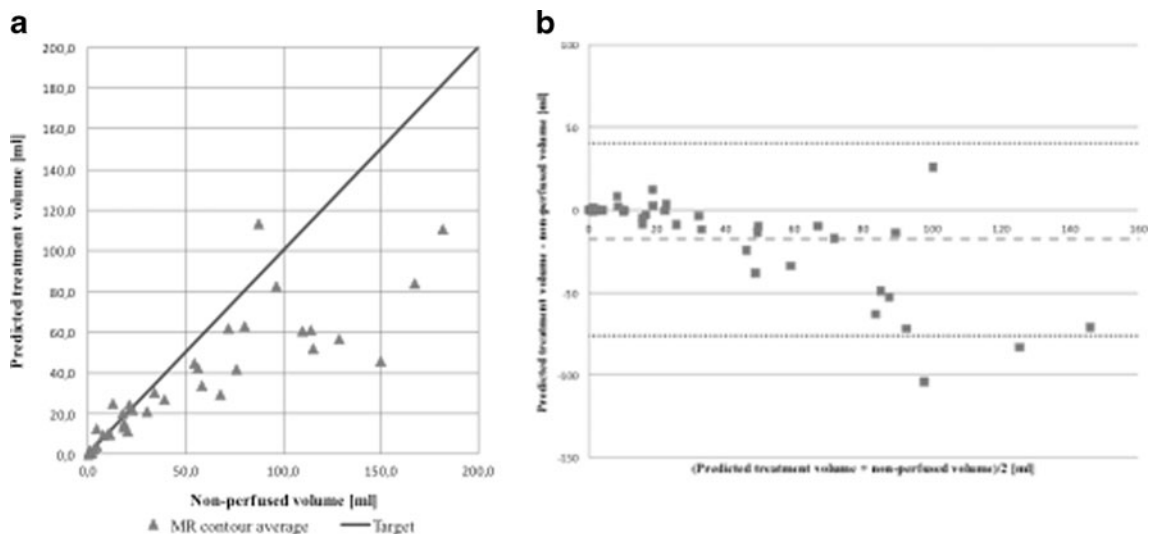 a
200,0
180,0
160,0
140,0
120,0
100,0
80,0
60,0
40,0
20,0
0,0
0,0 50,0 100,0 150,0 200,0
Predicted treatment volume [ml]
Non-perfused volume [ml]
MR contour average Target
b
100
50
0
-50
-100
-150
0 20 40 60 80 100 120 140 160
Predicted treatment volume - non-perfused volume [ml]
(Predicted treatment volume + non-perfused volume)/2 [ml]